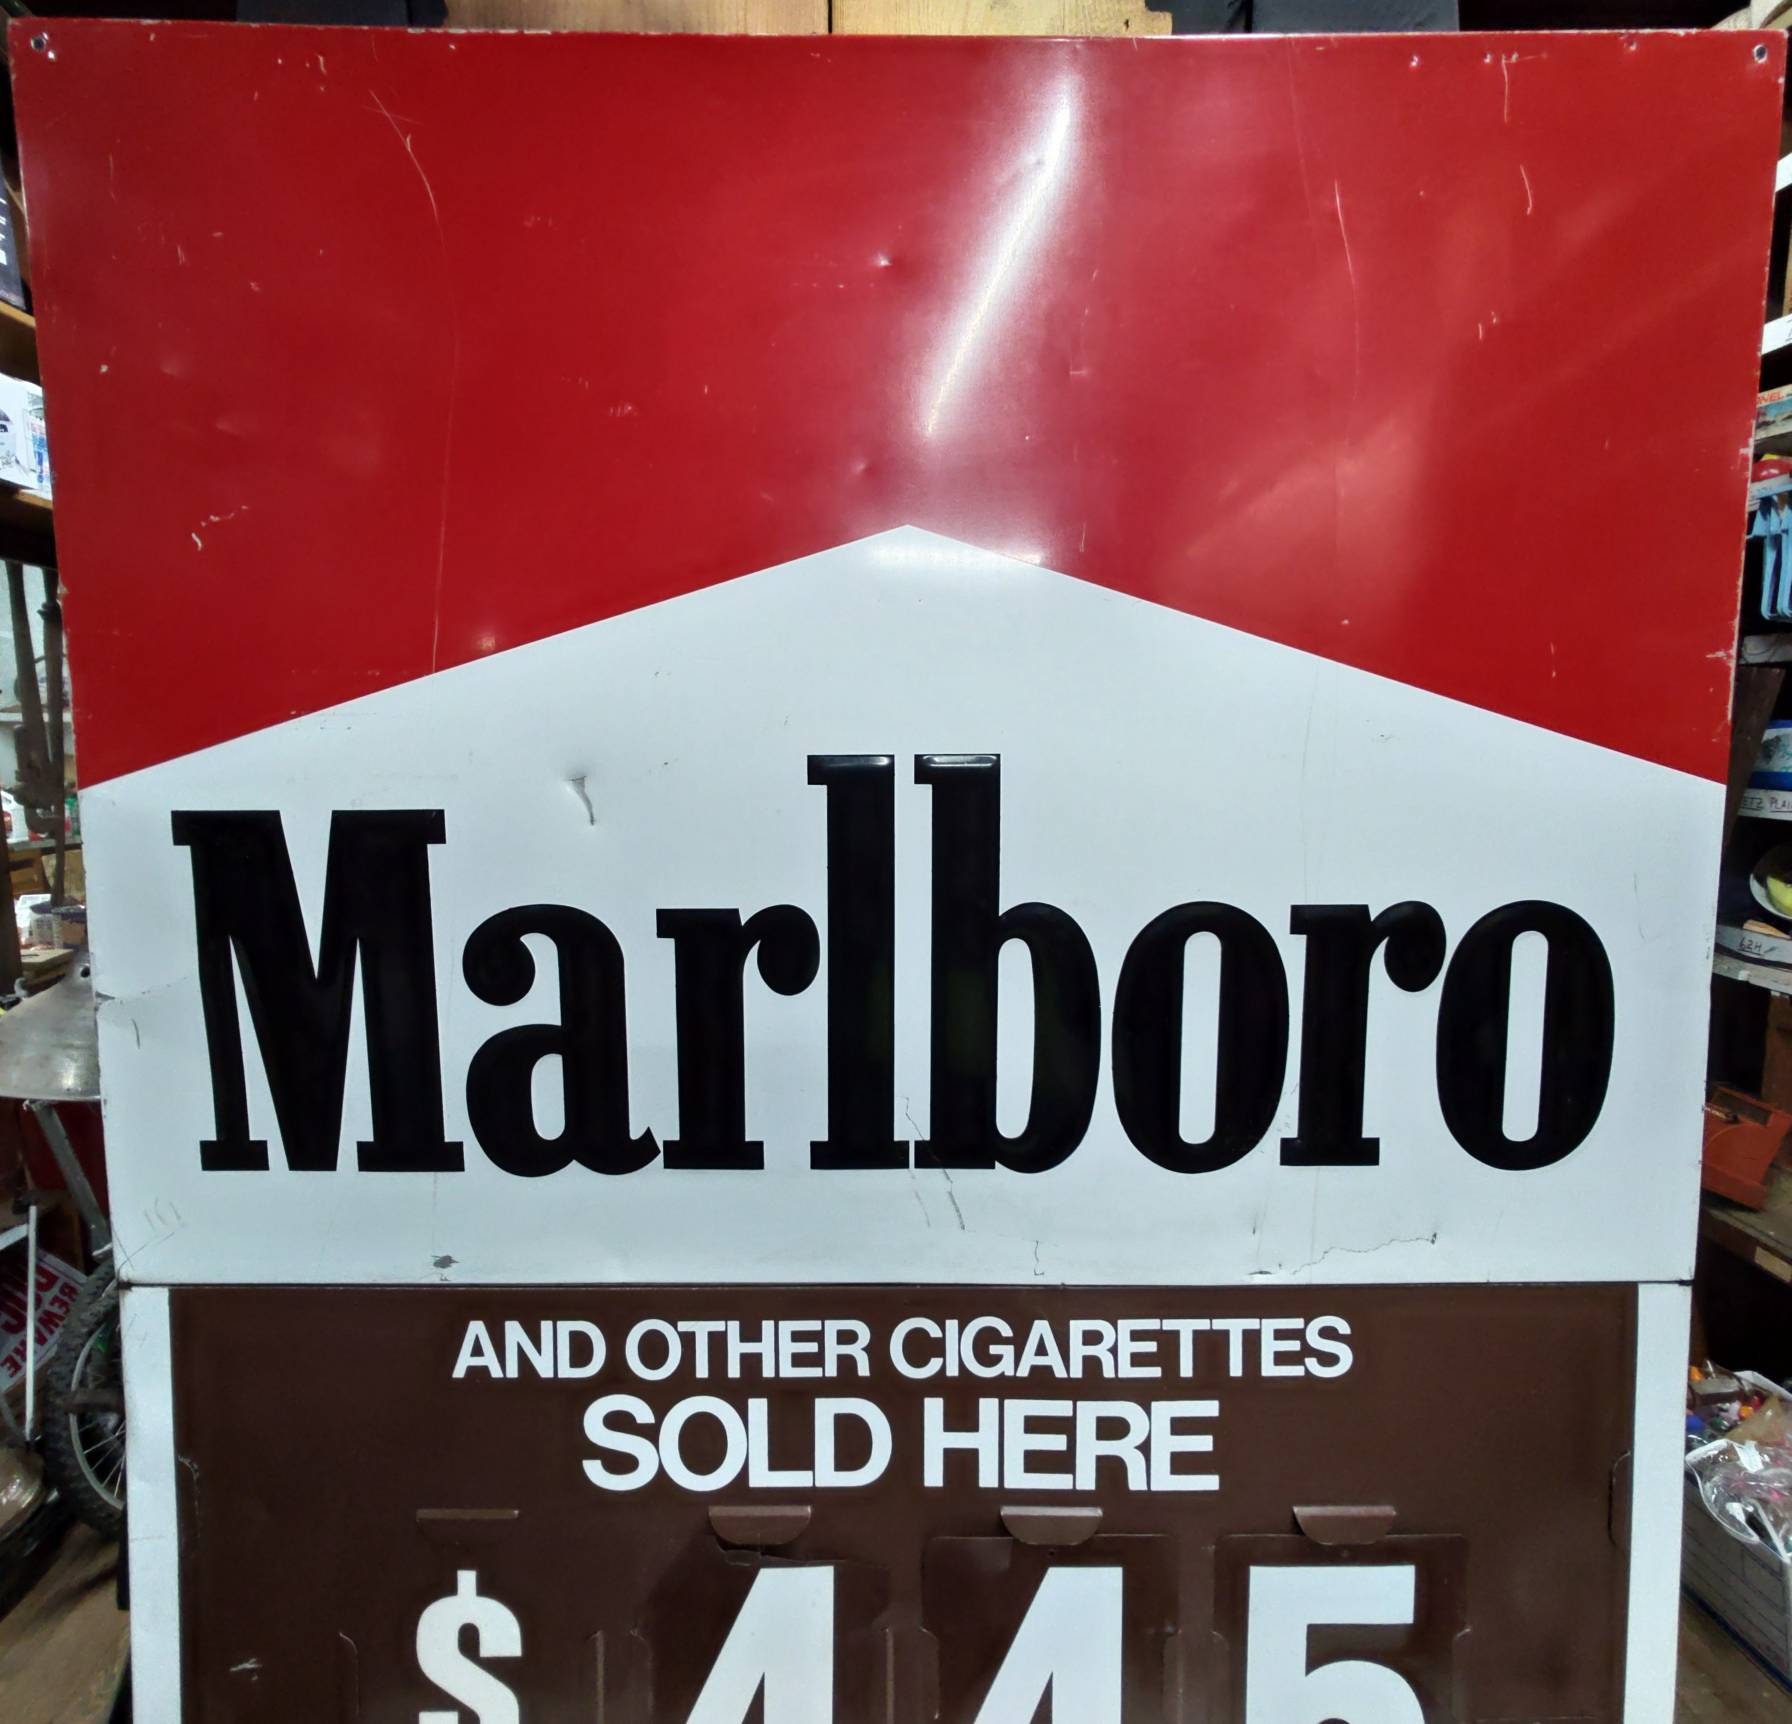 Marlboro
AND OTHER CIGARETTES
SOLD HERE
$ 4 4 5